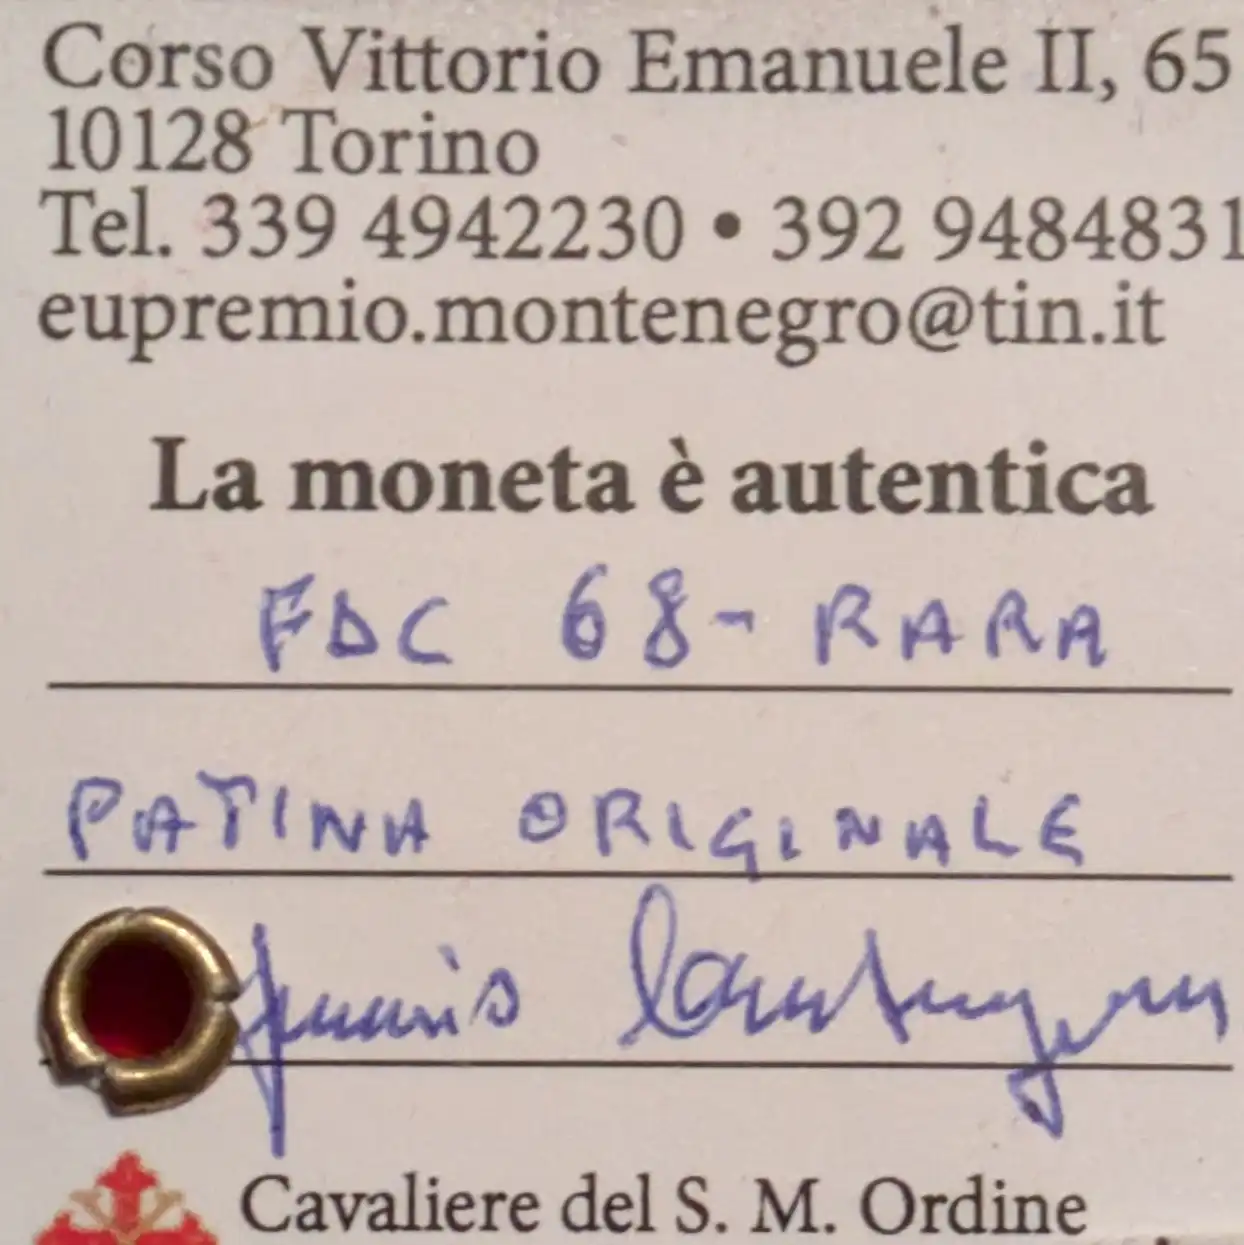 Corso Vittorio Emanuele II, 65
10128 Torino
Tel. 339 4942230 • 392 9484831
eupremio.montenegro@tin.it
La moneta è autentica
FDC 68 - RARA
PATINA ORIGINALE
Cavaliere del S. M. Ordine